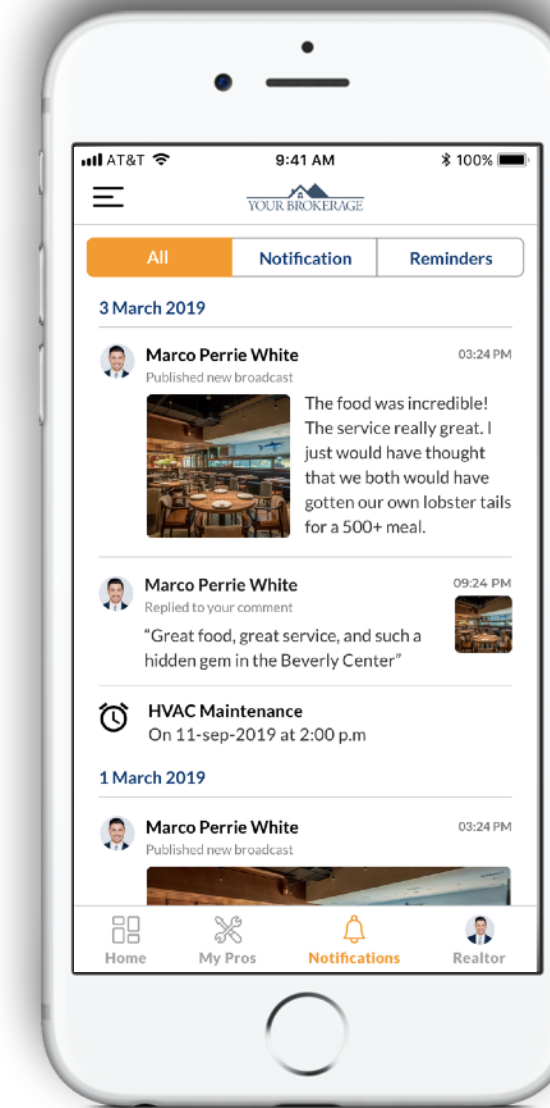 AT&T 9:41 AM 100%
YOUR BROKERAGE
All Notification Reminders
3 March 2019
Marco Perrie White 03:24 PM
Published new broadcast
The food was incredible!
The service really great. I
just would have thought
that we both would have
gotten our own lobster tails
for a 500+ meal.
Marco Perrie White 09:24 PM
Replied to your comment
“Great food, great service, and such a
hidden gem in the Beverly Center”
HVAC Maintenance
On 11-sep-2019 at 2:00 p.m
1 March 2019
Marco Perrie White 03:24 PM
Published new broadcast
Home My Pros Notifications Realtor